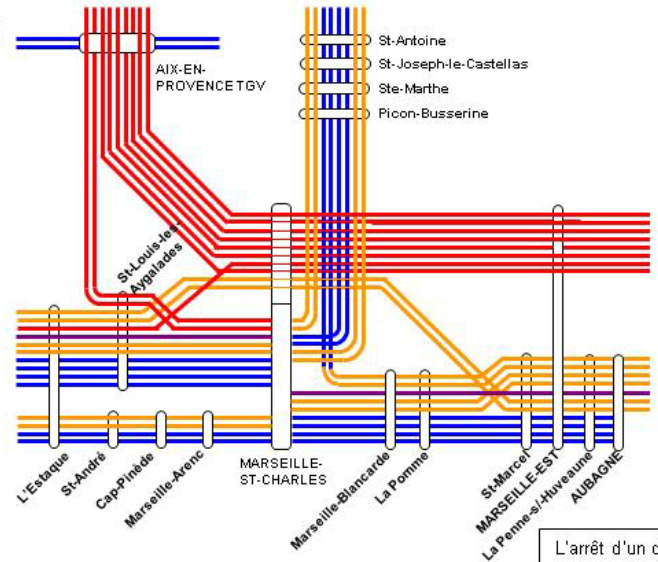 AIX-EN-
PROVENCE TGV
St-Antoine
St-Joseph-le-Castellas
Ste-Marthe
Picon-Busserine
St-Louis-les-
Aygalades
L'Estaque
St-André
Cap-Pinède
Marseille-Arenc
MARSEILLE-
ST-CHARLES
Marseille-Blancarde
La Pomme
St-Marcel
MARSEILLE-EST
La Penne-s/-Huveaune
AUBAGNE
L'arrêt d'un